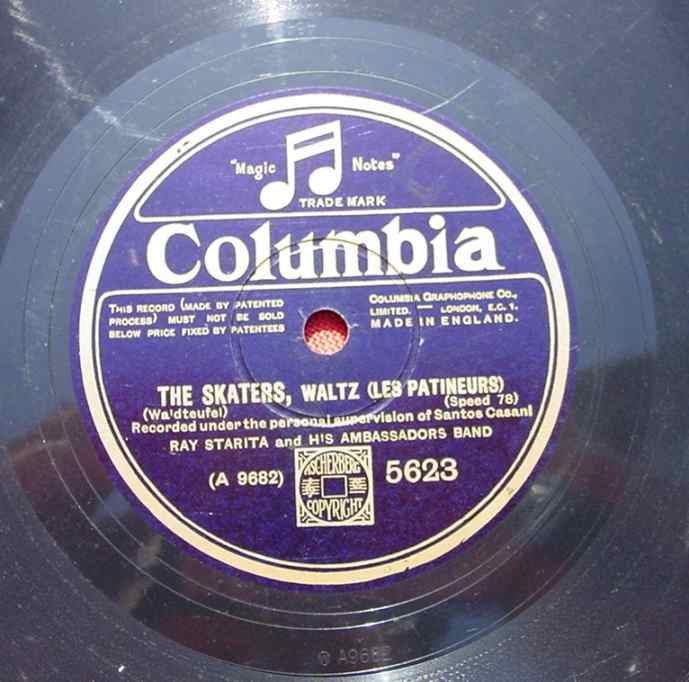 "Magic Notes"
TRADE MARK
Columbia
THIS RECORD (MADE BY PATENTED
PROCESS) MUST NOT BE SOLD
BELOW PRICE FIXED BY PATENTEES
COLUMBIA GRAPHOPHONE CO.,
LIMITED. — LONDON, E.C.1.
MADE IN ENGLAND.
THE SKATERS, WALTZ (LES PATINEURS)
(Waldteufel) (Speed 78)
Recorded under the personal supervision of Santos Casani
RAY STARITA and HIS AMBASSADORS BAND
(A 9682) 5623
ASCHERBERG
COPYRIGHT
A9682